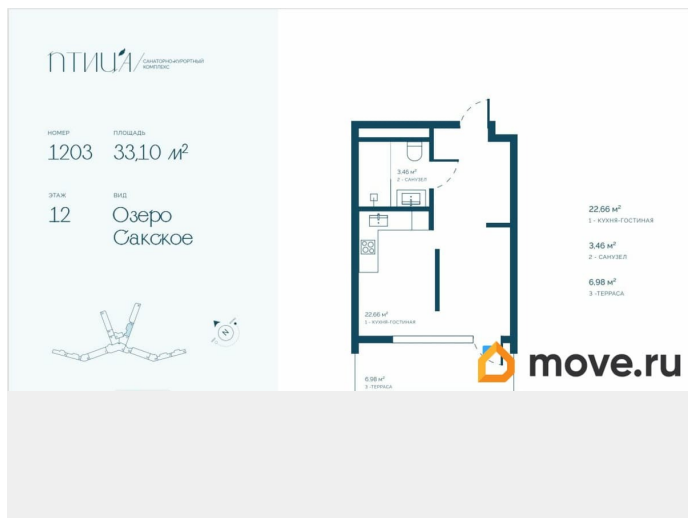 ПТИЦА/
САНАТОРНО-КУРОРТНЫЙ
КОМПЛЕКС
НОМЕР
1203
ПЛОЩАДЬ
33,10 м²
ЭТАЖ
12
ВИД
Озеро
Сакское
N
3.46 м²
2 - САНУЗЕЛ
22.66 м²
1 - КУХНЯ-ГОСТИНАЯ
6.98 м²
3 - ТЕРРАСА
22.66 м²
1 - КУХНЯ-ГОСТИНАЯ
3.46 м²
2 - САНУЗЕЛ
6.98 м²
3 -ТЕРРАСА
move.ru